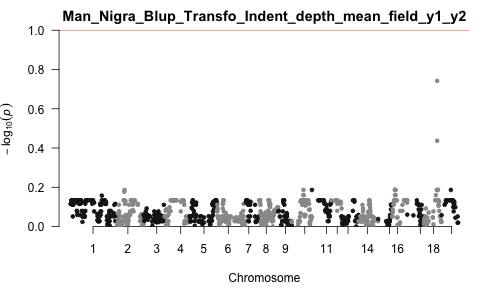 Man_Nigra_Blup_Transfo_Indent_depth_mean_field_y1_y2
1.0
0.8
0.6
0.4
0.2
0.0
− log₁₀(p)
1 2 3 4 5 6 7 8 9 11 14 16 18
Chromosome